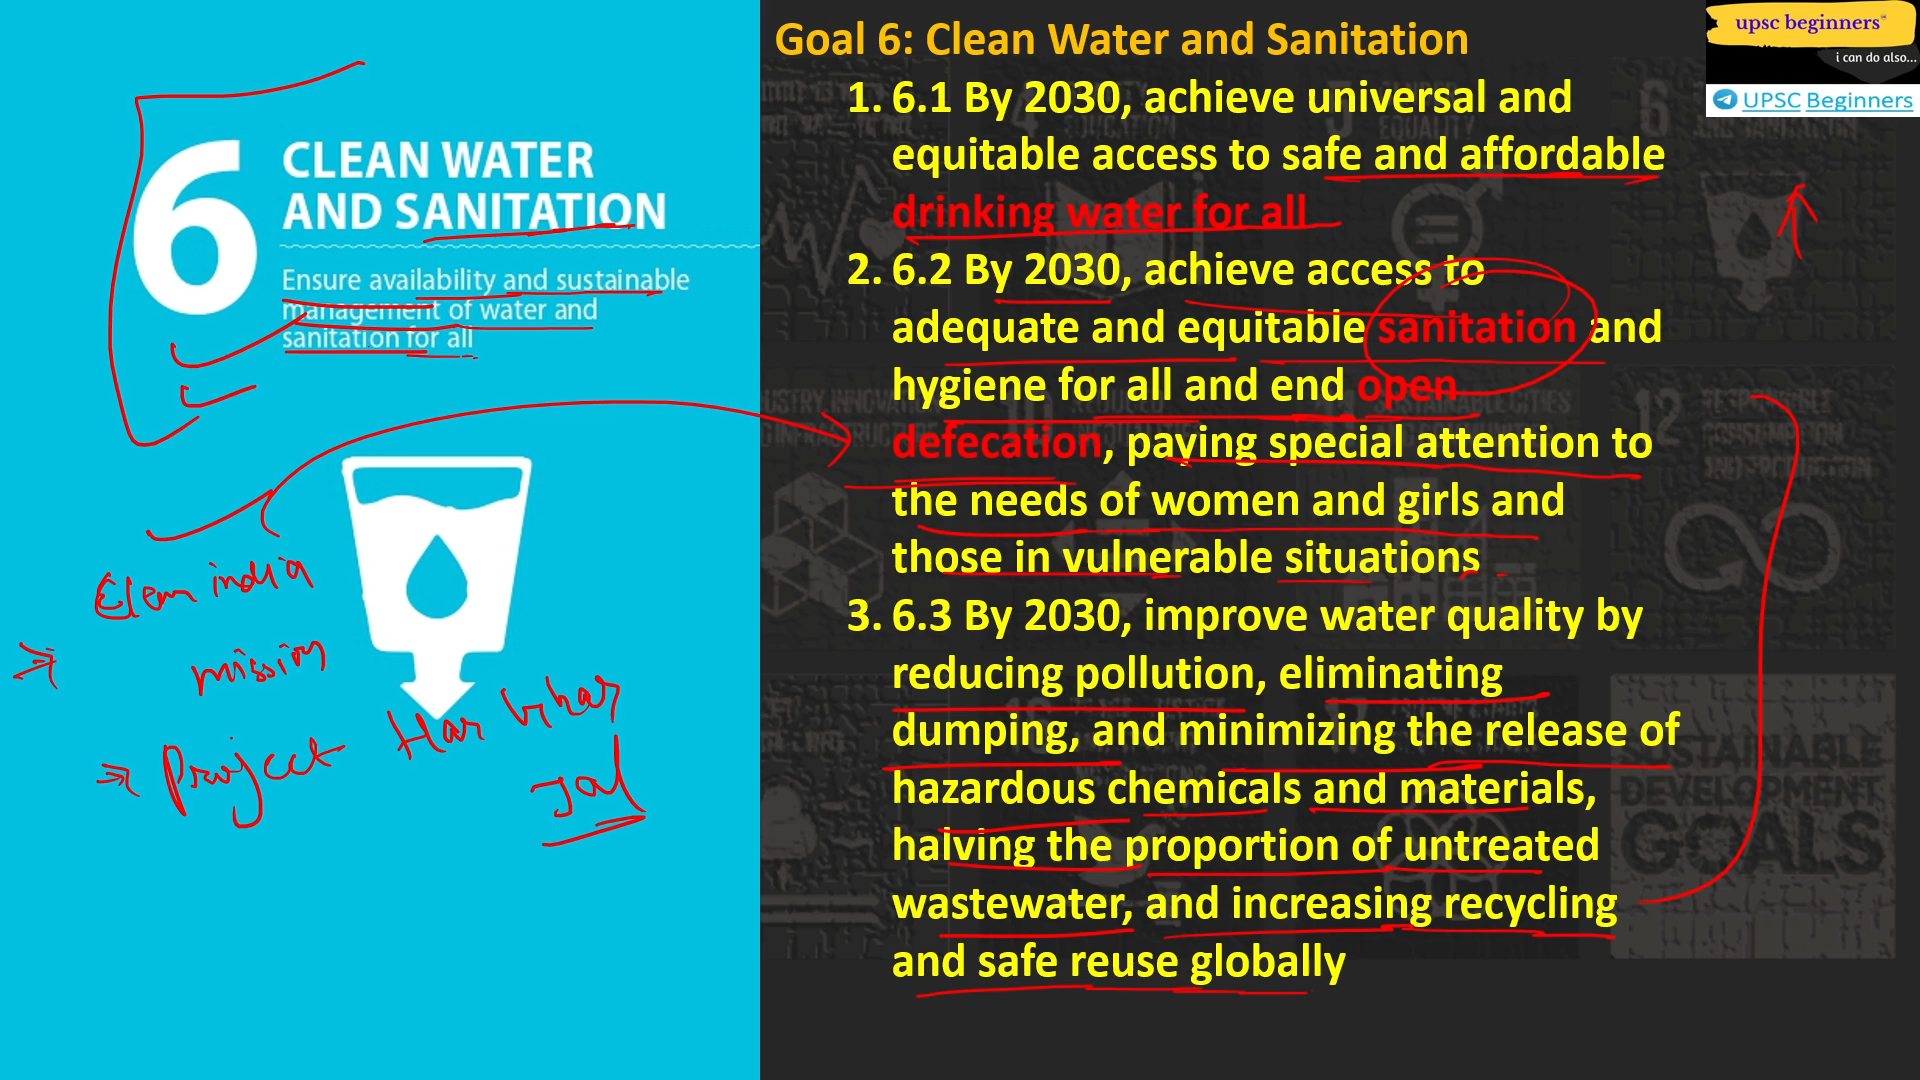 6
CLEAN WATER
AND SANITATION
Ensure availability and sustainable
management of water and
sanitation for all
Clean india
mission
Project Har Ghar
Jal
Goal 6: Clean Water and Sanitation
1. 6.1 By 2030, achieve universal and
equitable access to safe and affordable
drinking water for all
2. 6.2 By 2030, achieve access to
adequate and equitable sanitation and
hygiene for all and end open
defecation, paying special attention to
the needs of women and girls and
those in vulnerable situations
3. 6.3 By 2030, improve water quality by
reducing pollution, eliminating
dumping, and minimizing the release of
hazardous chemicals and materials,
halving the proportion of untreated
wastewater, and increasing recycling
and safe reuse globally
upsc beginners
i can do also...
UPSC Beginners
6
12
SUSTAINABLE
DEVELOPMENT
GOALS